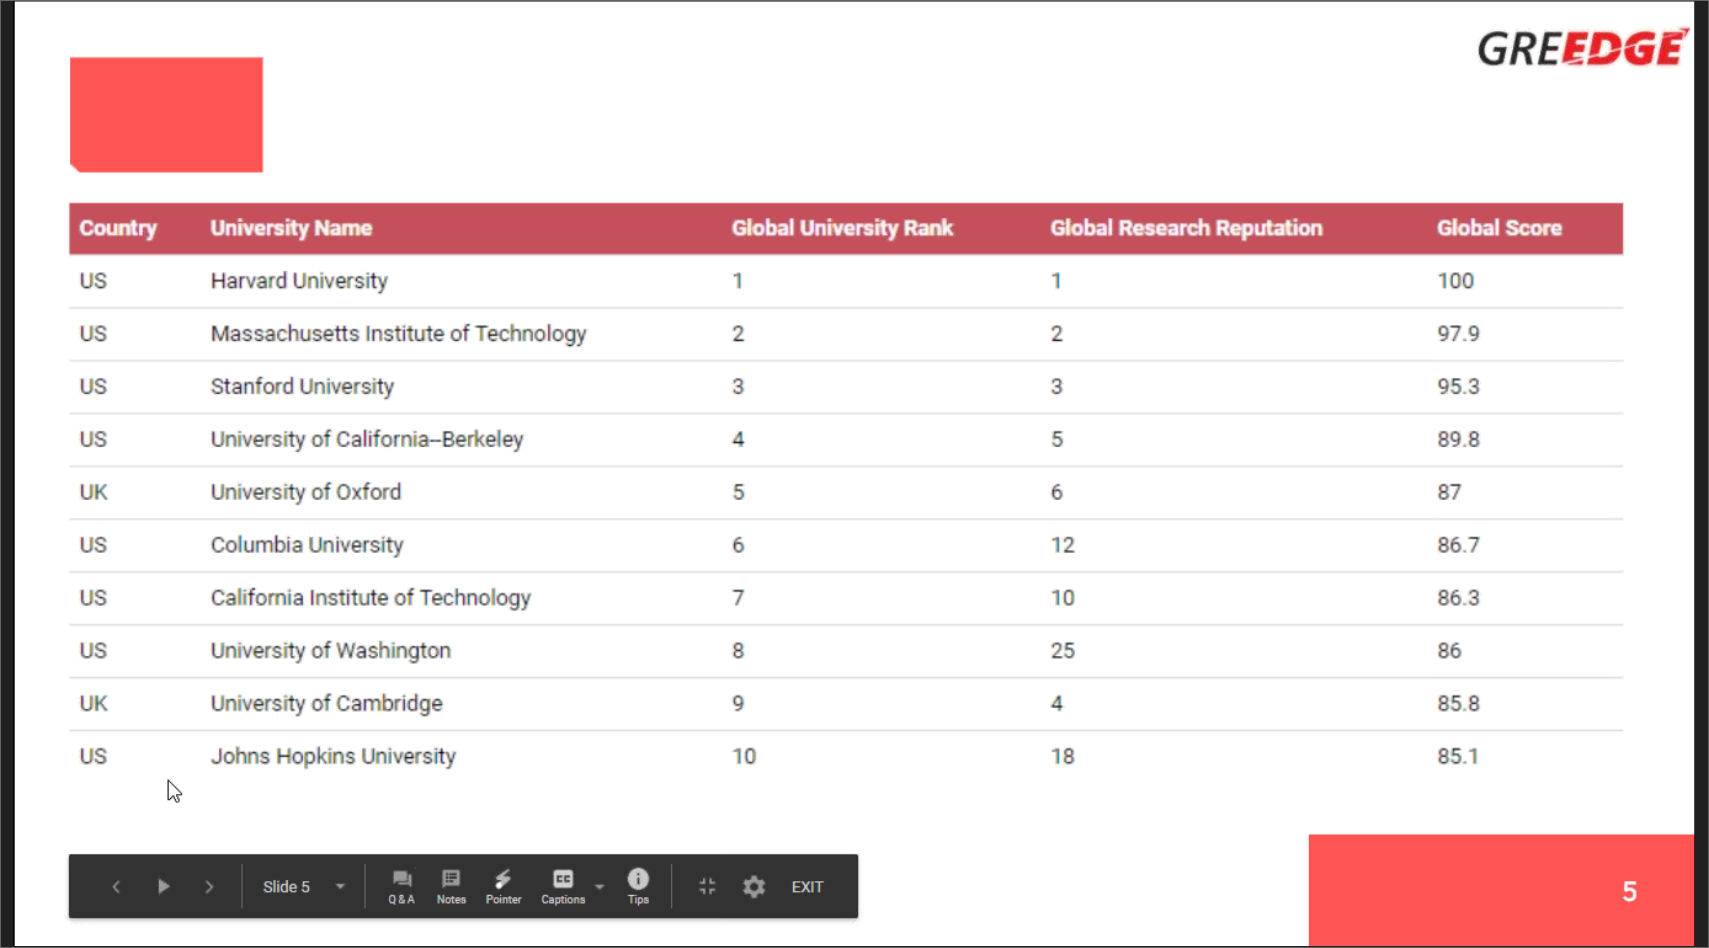 GREEDGE
Country University Name Global University Rank Global Research Reputation Global Score
US Harvard University 1 1 100
US Massachusetts Institute of Technology 2 2 97.9
US Stanford University 3 3 95.3
US University of California--Berkeley 4 5 89.8
UK University of Oxford 5 6 87
US Columbia University 6 12 86.7
US California Institute of Technology 7 10 86.3
US University of Washington 8 25 86
UK University of Cambridge 9 4 85.8
US Johns Hopkins University 10 18 85.1
Slide 5 Q & A Notes Pointer CC Captions Tips EXIT
5